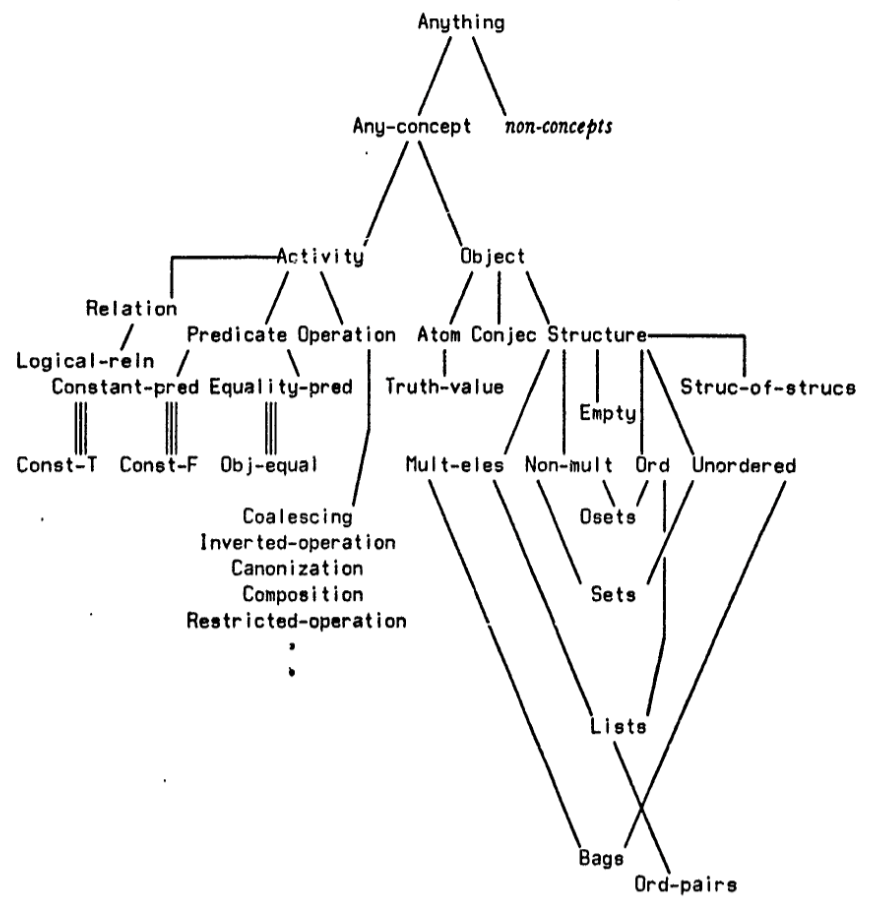 Anything
Any-concept non-concepts
Activity Object
Relation
Predicate Operation Atom Conjec Structure
Logical-reln
Constant-pred Equality-pred Truth-value Struc-of-strucs
Empty
Const-T Const-F Obj-equal Mult-eles Non-mult Ord Unordered
Coalescing Osets
Inverted-operation
Canonization
Composition Sets
Restricted-operation
Lists
Bags
Ord-pairs